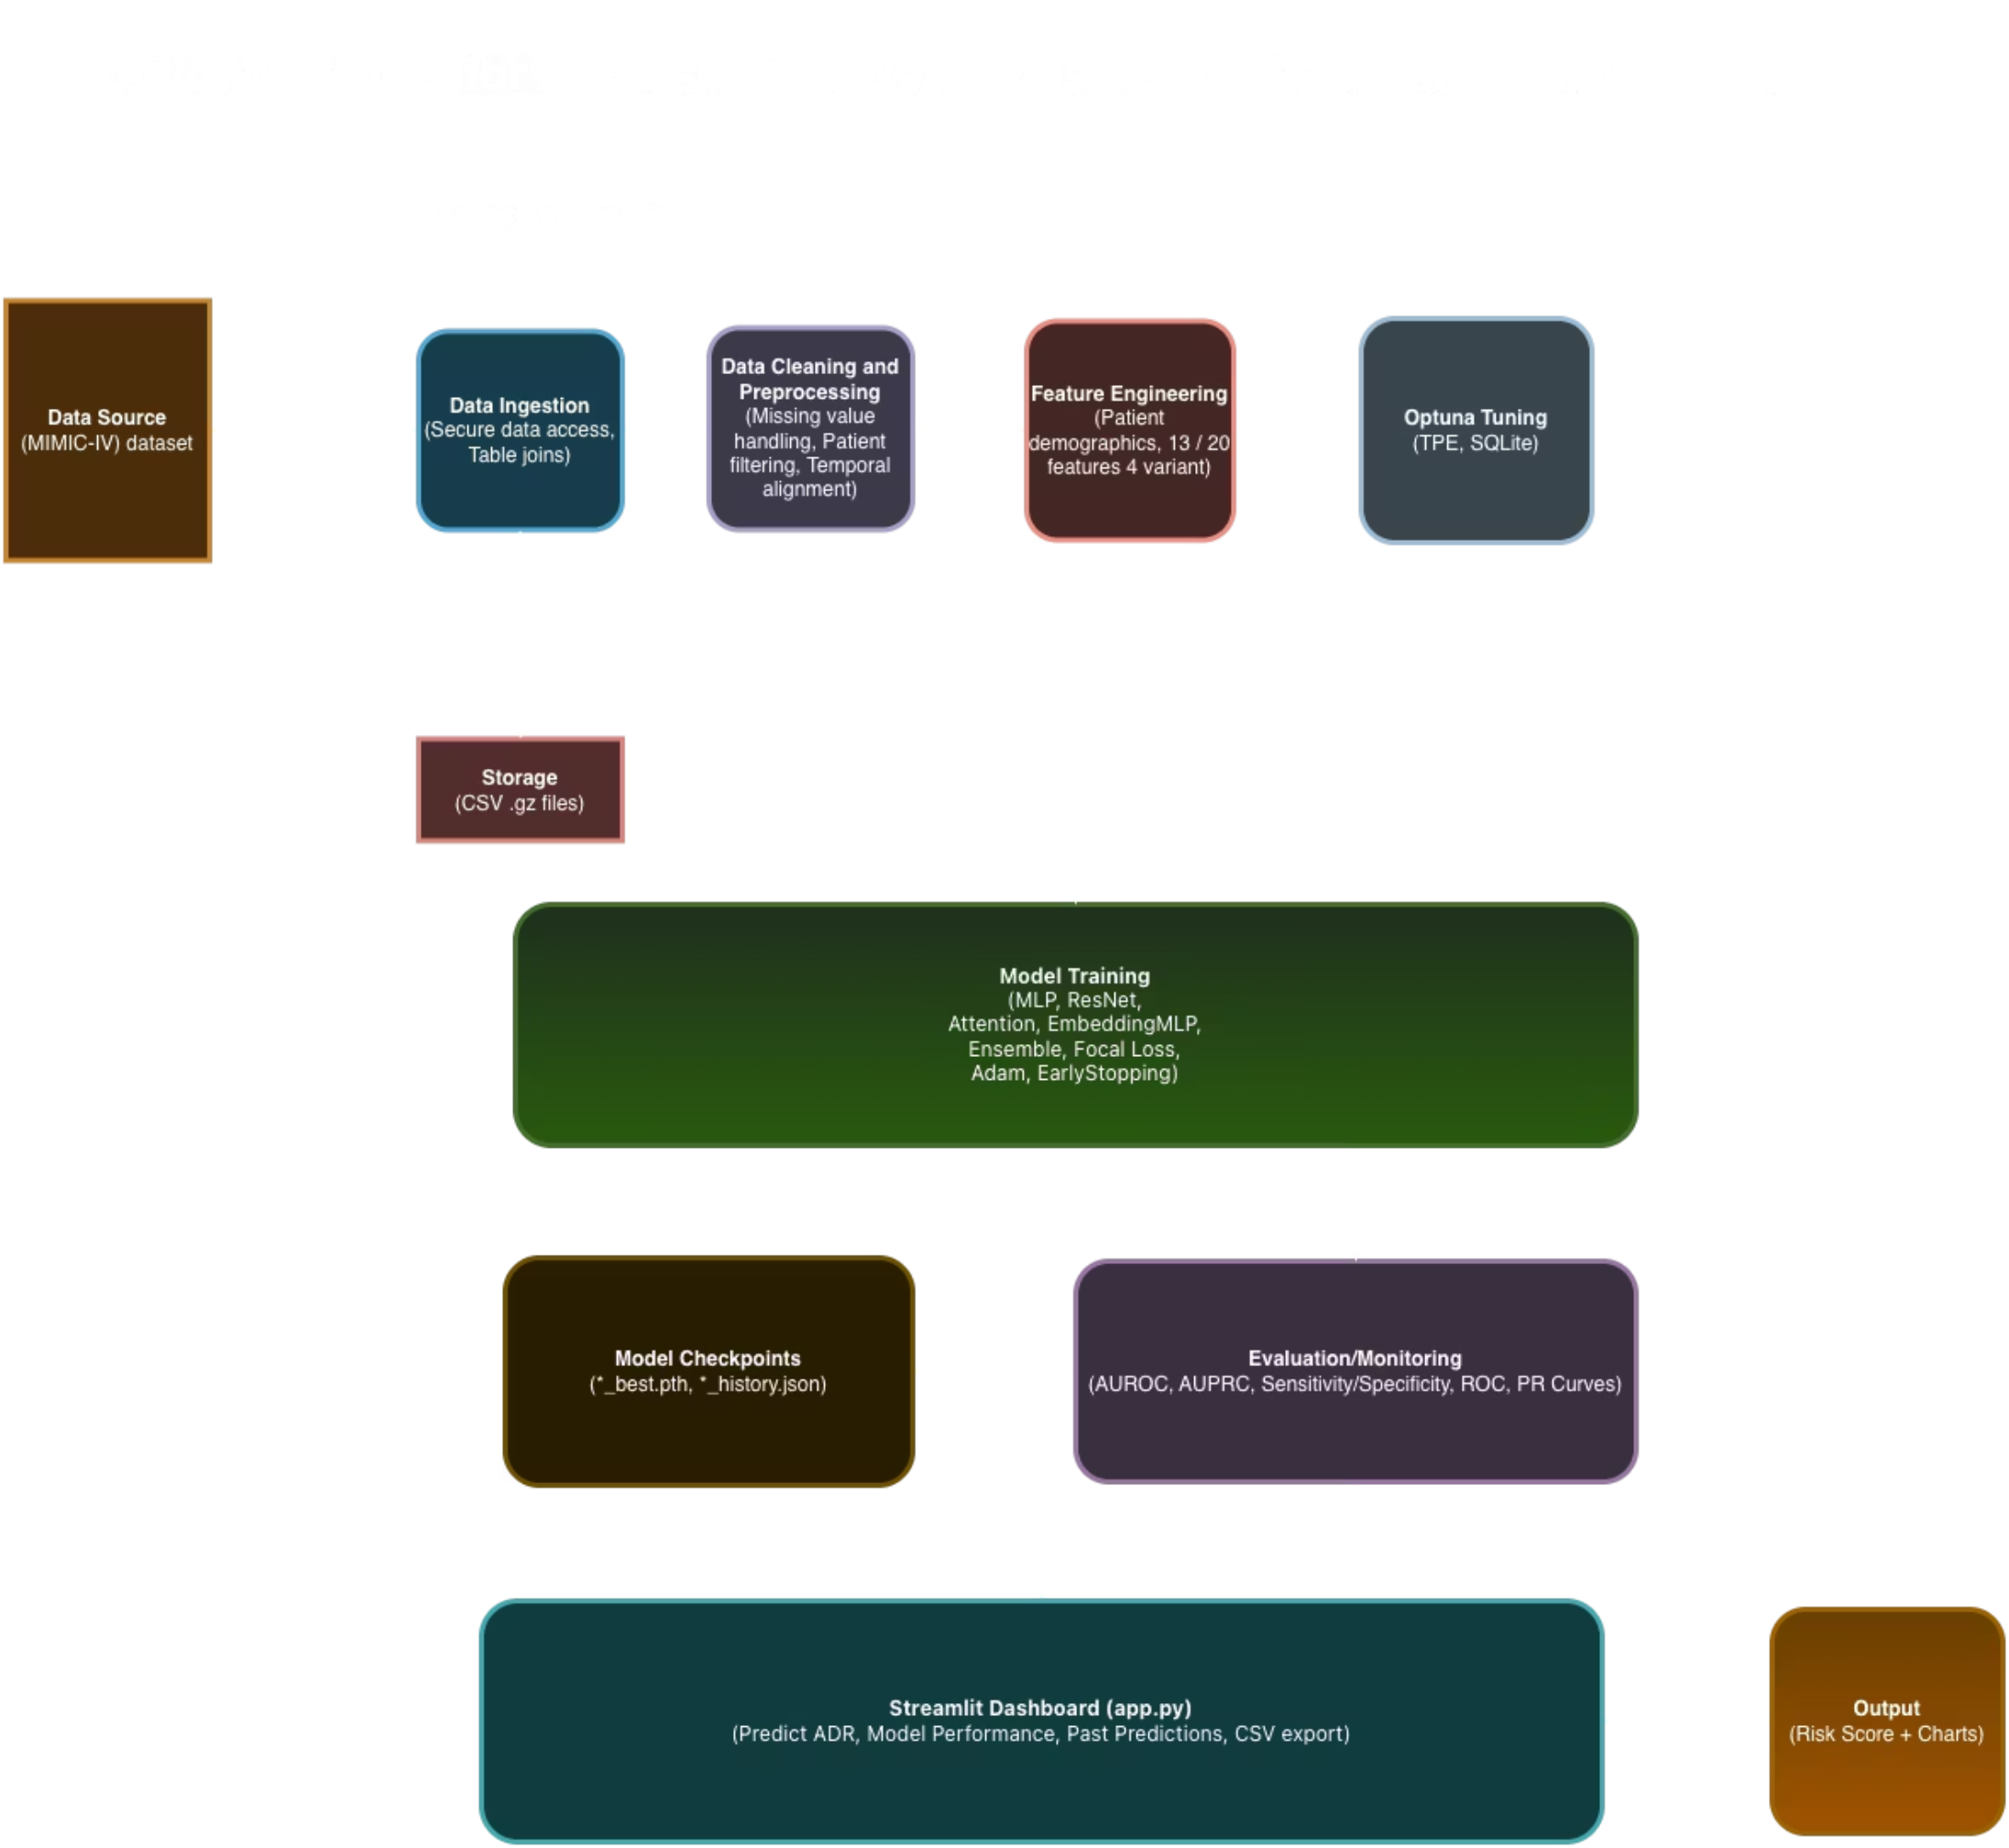 Data Source
(MIMIC-IV) dataset
Data Ingestion
(Secure data access,
Table joins)
Data Cleaning and
Preprocessing
(Missing value
handling, Patient
filtering, Temporal
alignment)
Feature Engineering
(Patient
demographics, 13 / 20
features 4 variant)
Optuna Tuning
(TPE, SQLite)
Storage
(CSV .gz files)
Model Training
(MLP, ResNet,
Attention, EmbeddingMLP,
Ensemble, Focal Loss,
Adam, EarlyStopping)
Model Checkpoints
(*_best.pth, *_history.json)
Evaluation/Monitoring
(AUROC, AUPRC, Sensitivity/Specificity, ROC, PR Curves)
Streamlit Dashboard (app.py)
(Predict ADR, Model Performance, Past Predictions, CSV export)
Output
(Risk Score + Charts)